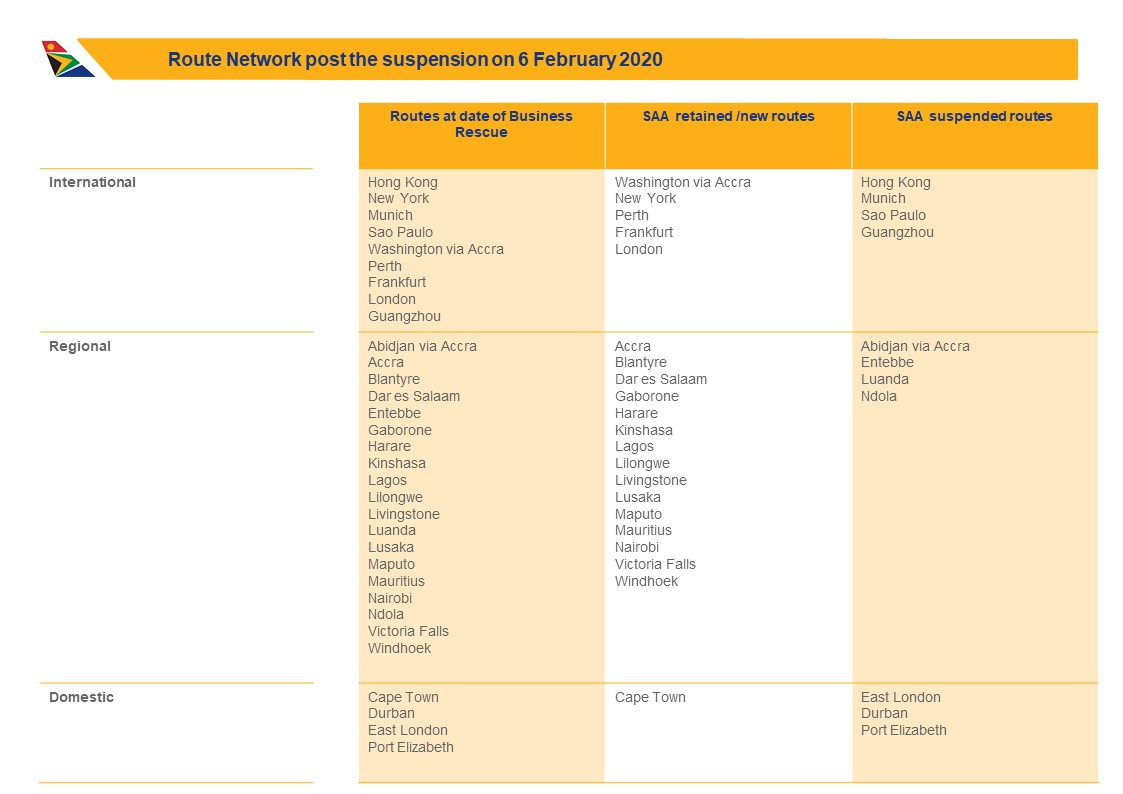 Route Network post the suspension on 6 February 2020
Routes at date of Business
Rescue
SAA retained /new routes
SAA suspended routes
International
Hong Kong
New York
Munich
Sao Paulo
Washington via Accra
Perth
Frankfurt
London
Guangzhou
Washington via Accra
New York
Perth
Frankfurt
London
Hong Kong
Munich
Sao Paulo
Guangzhou
Regional
Abidjan via Accra
Accra
Blantyre
Dar es Salaam
Entebbe
Gaborone
Harare
Kinshasa
Lagos
Lilongwe
Livingstone
Luanda
Lusaka
Maputo
Mauritius
Nairobi
Ndola
Victoria Falls
Windhoek
Accra
Blantyre
Dar es Salaam
Gaborone
Harare
Kinshasa
Lagos
Lilongwe
Livingstone
Lusaka
Maputo
Mauritius
Nairobi
Victoria Falls
Windhoek
Abidjan via Accra
Entebbe
Luanda
Ndola
Domestic
Cape Town
Durban
East London
Port Elizabeth
Cape Town
East London
Durban
Port Elizabeth